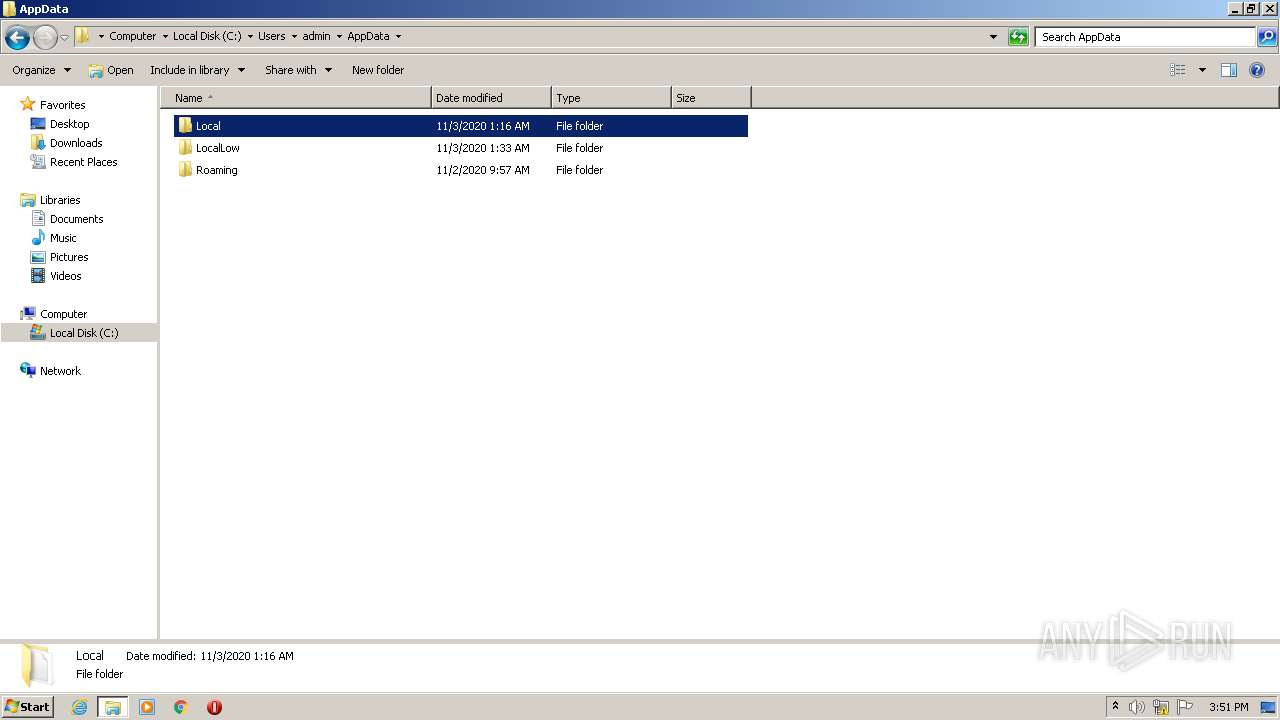 AppData
Computer Local Disk (C:) Users admin AppData
Search AppData
Organize Open Include in library Share with New folder
Name Date modified Type Size
Favorites
Desktop
Downloads
Recent Places
Libraries
Documents
Music
Pictures
Videos
Computer
Local Disk (C:)
Network
Local 11/3/2020 1:16 AM File folder
LocalLow 11/3/2020 1:33 AM File folder
Roaming 11/2/2020 9:57 AM File folder
ANY RUN
Local Date modified: 11/3/2020 1:16 AM
File folder
Start 3:51 PM